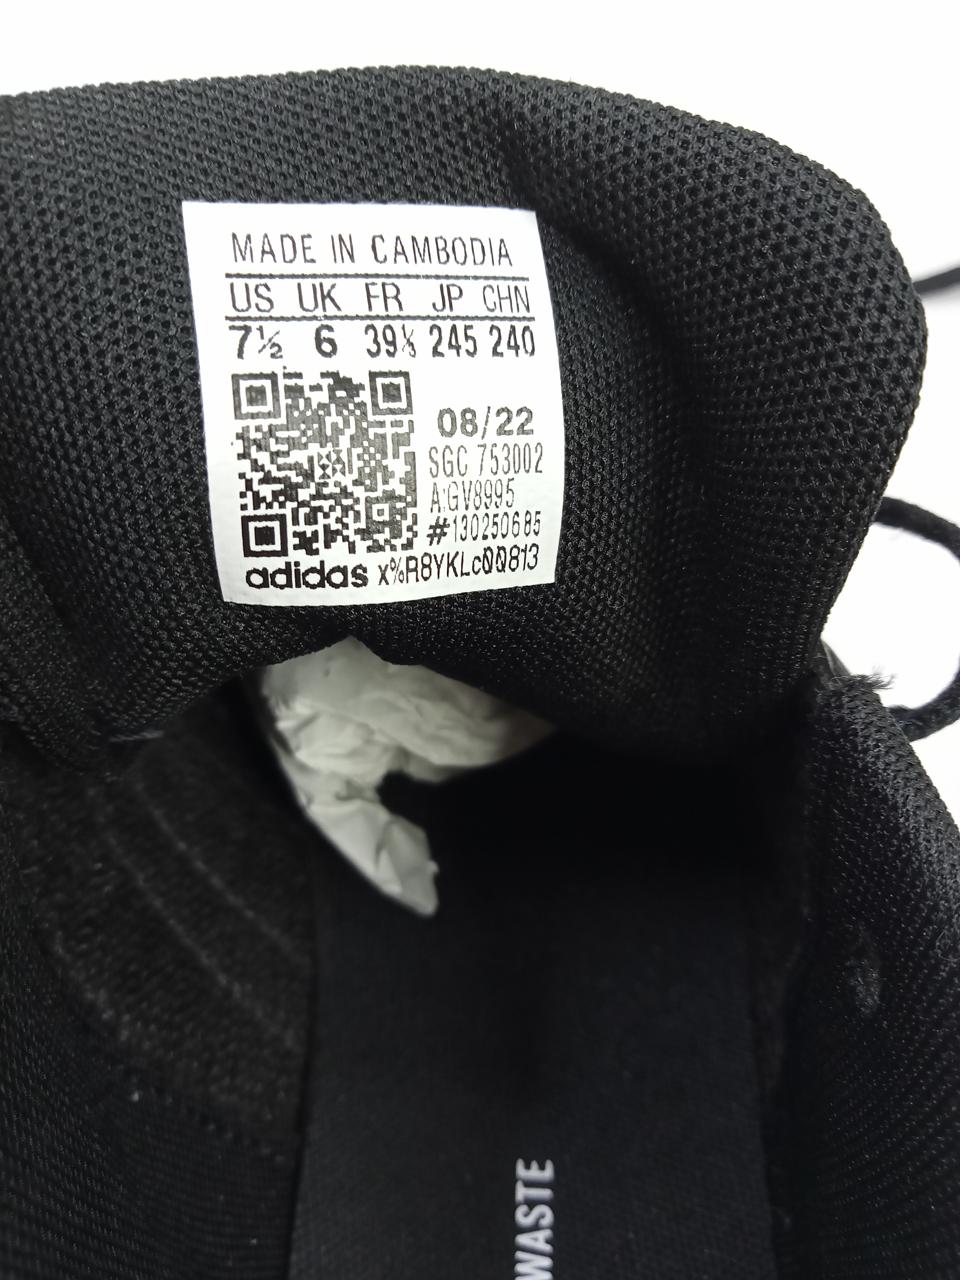 MADE IN CAMBODIA
US UK FR JP CHN
7½ 6 39⅓ 245 240
08/22
SGC 753002
A:GV8995
#130250685
adidas x%R8YKLc00813
WASTE